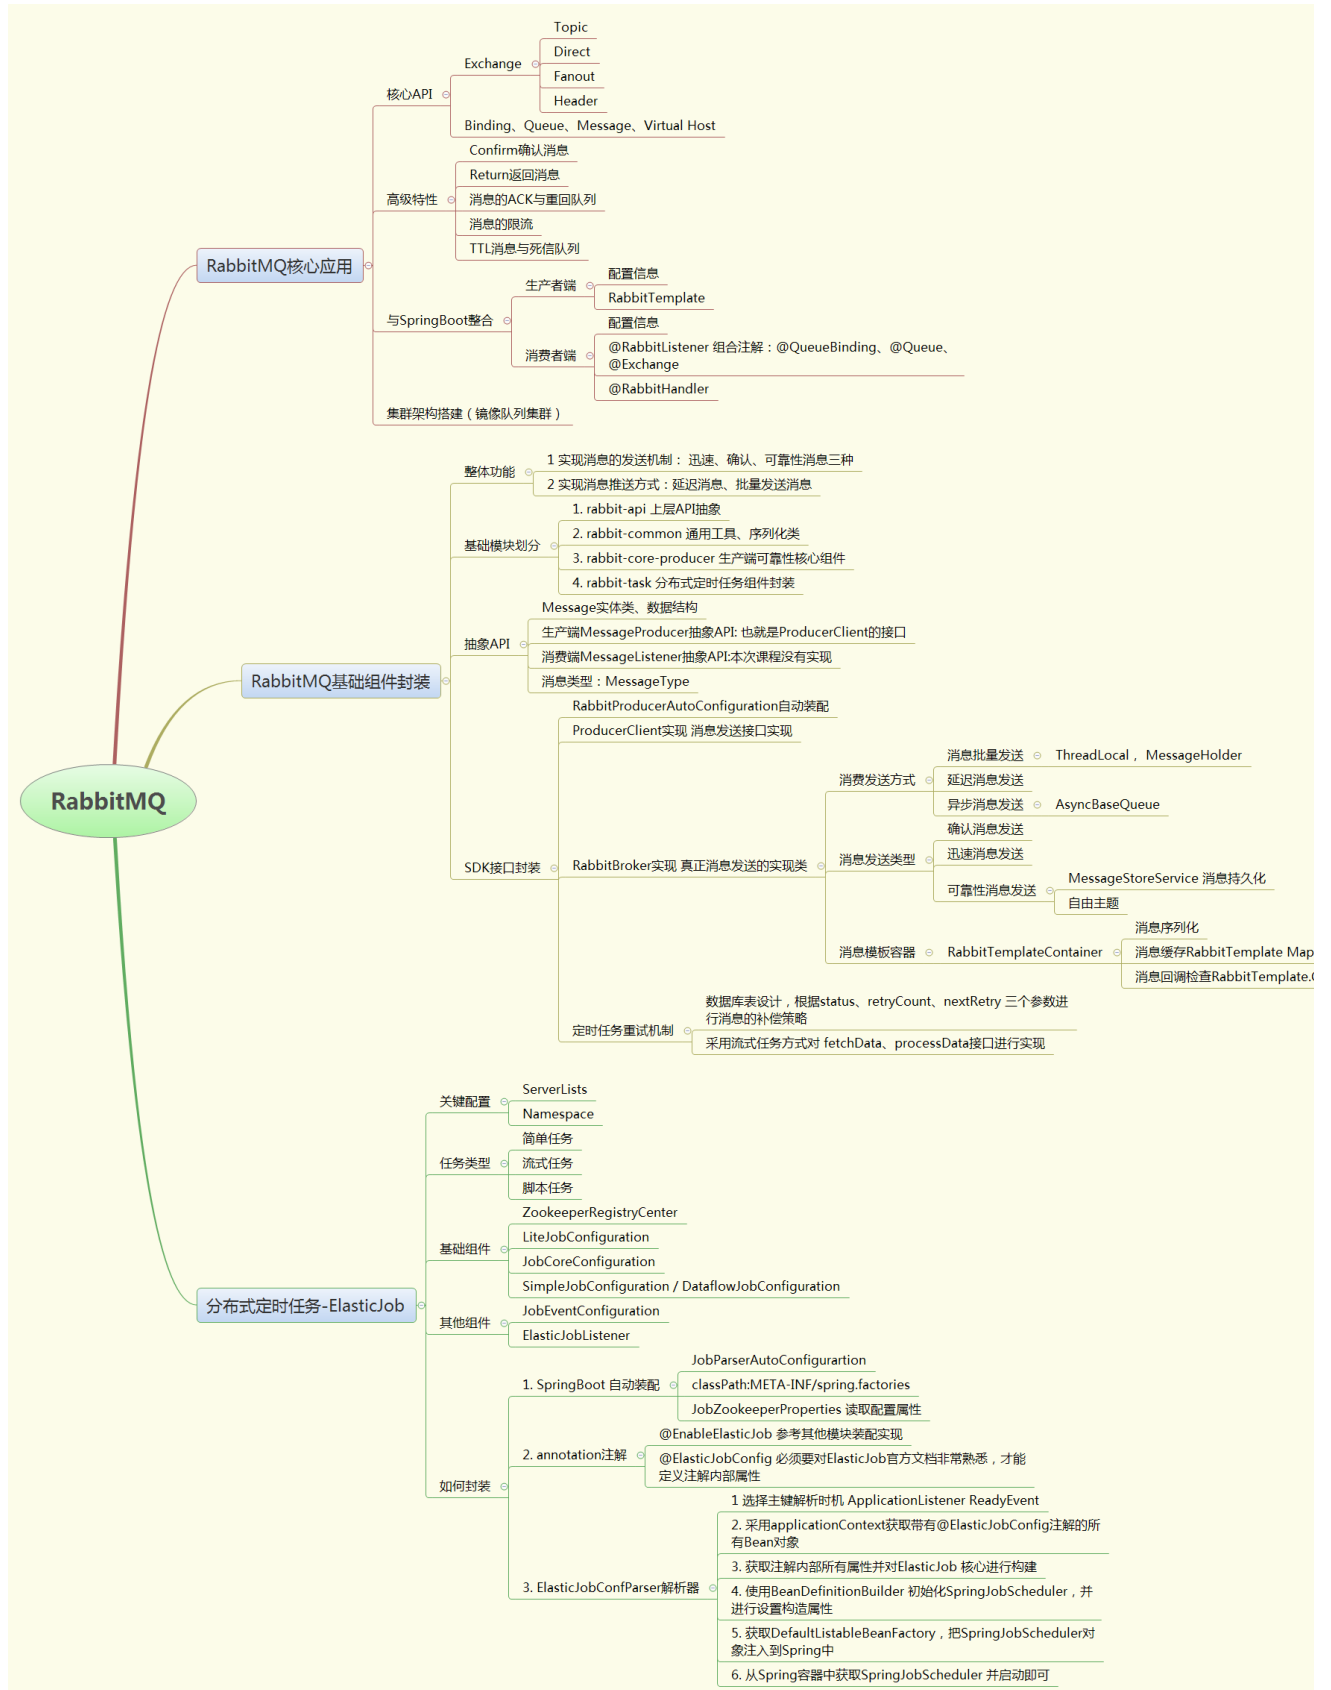 RabbitMQ
RabbitMQ核心应用
核心API
Exchange
Topic
Direct
Fanout
Header
Binding、Queue、Message、Virtual Host
高级特性
Confirm确认消息
Return返回消息
消息的ACK与重回队列
消息的限流
TTL消息与死信队列
与SpringBoot整合
生产者端
配置信息
RabbitTemplate
消费者端
配置信息
@RabbitListener 组合注解：@QueueBinding、@Queue、
@Exchange
@RabbitHandler
集群架构搭建（镜像队列集群）
RabbitMQ基础组件封装
整体功能
1 实现消息的发送机制： 迅速、确认、可靠性消息三种
2 实现消息推送方式：延迟消息、批量发送消息
基础模块划分
1. rabbit-api 上层API抽象
2. rabbit-common 通用工具、序列化类
3. rabbit-core-producer 生产端可靠性核心组件
4. rabbit-task 分布式定时任务组件封装
抽象API
Message实体类、数据结构
生产端MessageProducer抽象API: 也就是ProducerClient的接口
消费端MessageListener抽象API:本次课程没有实现
消息类型：MessageType
SDK接口封装
RabbitProducerAutoConfiguration自动装配
ProducerClient实现 消息发送接口实现
RabbitBroker实现 真正消息发送的实现类
消费发送方式
消息批量发送
ThreadLocal， MessageHolder
延迟消息发送
异步消息发送
AsyncBaseQueue
消息发送类型
确认消息发送
迅速消息发送
可靠性消息发送
MessageStoreService 消息持久化
自由主题
消息模板容器
RabbitTemplateContainer
消息序列化
消息缓存RabbitTemplate Map
消息回调检查RabbitTemplate.
定时任务重试机制
数据库表设计，根据status、retryCount、nextRetry 三个参数进
行消息的补偿策略
采用流式任务方式对 fetchData、processData接口进行实现
分布式定时任务-ElasticJob
关键配置
ServerLists
Namespace
任务类型
简单任务
流式任务
脚本任务
基础组件
ZookeeperRegistryCenter
LiteJobConfiguration
JobCoreConfiguration
SimpleJobConfiguration / DataflowJobConfiguration
其他组件
JobEventConfiguration
ElasticJobListener
如何封装
1. SpringBoot 自动装配
JobParserAutoConfigurartion
classPath:META-INF/spring.factories
JobZookeeperProperties 读取配置属性
2. annotation注解
@EnableElasticJob 参考其他模块装配实现
@ElasticJobConfig 必须要对ElasticJob官方文档非常熟悉，才能
定义注解内部属性
3. ElasticJobConfParser解析器
1 选择主键解析时机 ApplicationListener ReadyEvent
2. 采用applicationContext获取带有@ElasticJobConfig注解的所
有Bean对象
3. 获取注解内部所有属性并对ElasticJob 核心进行构建
4. 使用BeanDefinitionBuilder 初始化SpringJobScheduler，并
进行设置构造属性
5. 获取DefaultListableBeanFactory，把SpringJobScheduler对
象注入到Spring中
6. 从Spring容器中获取SpringJobScheduler 并启动即可